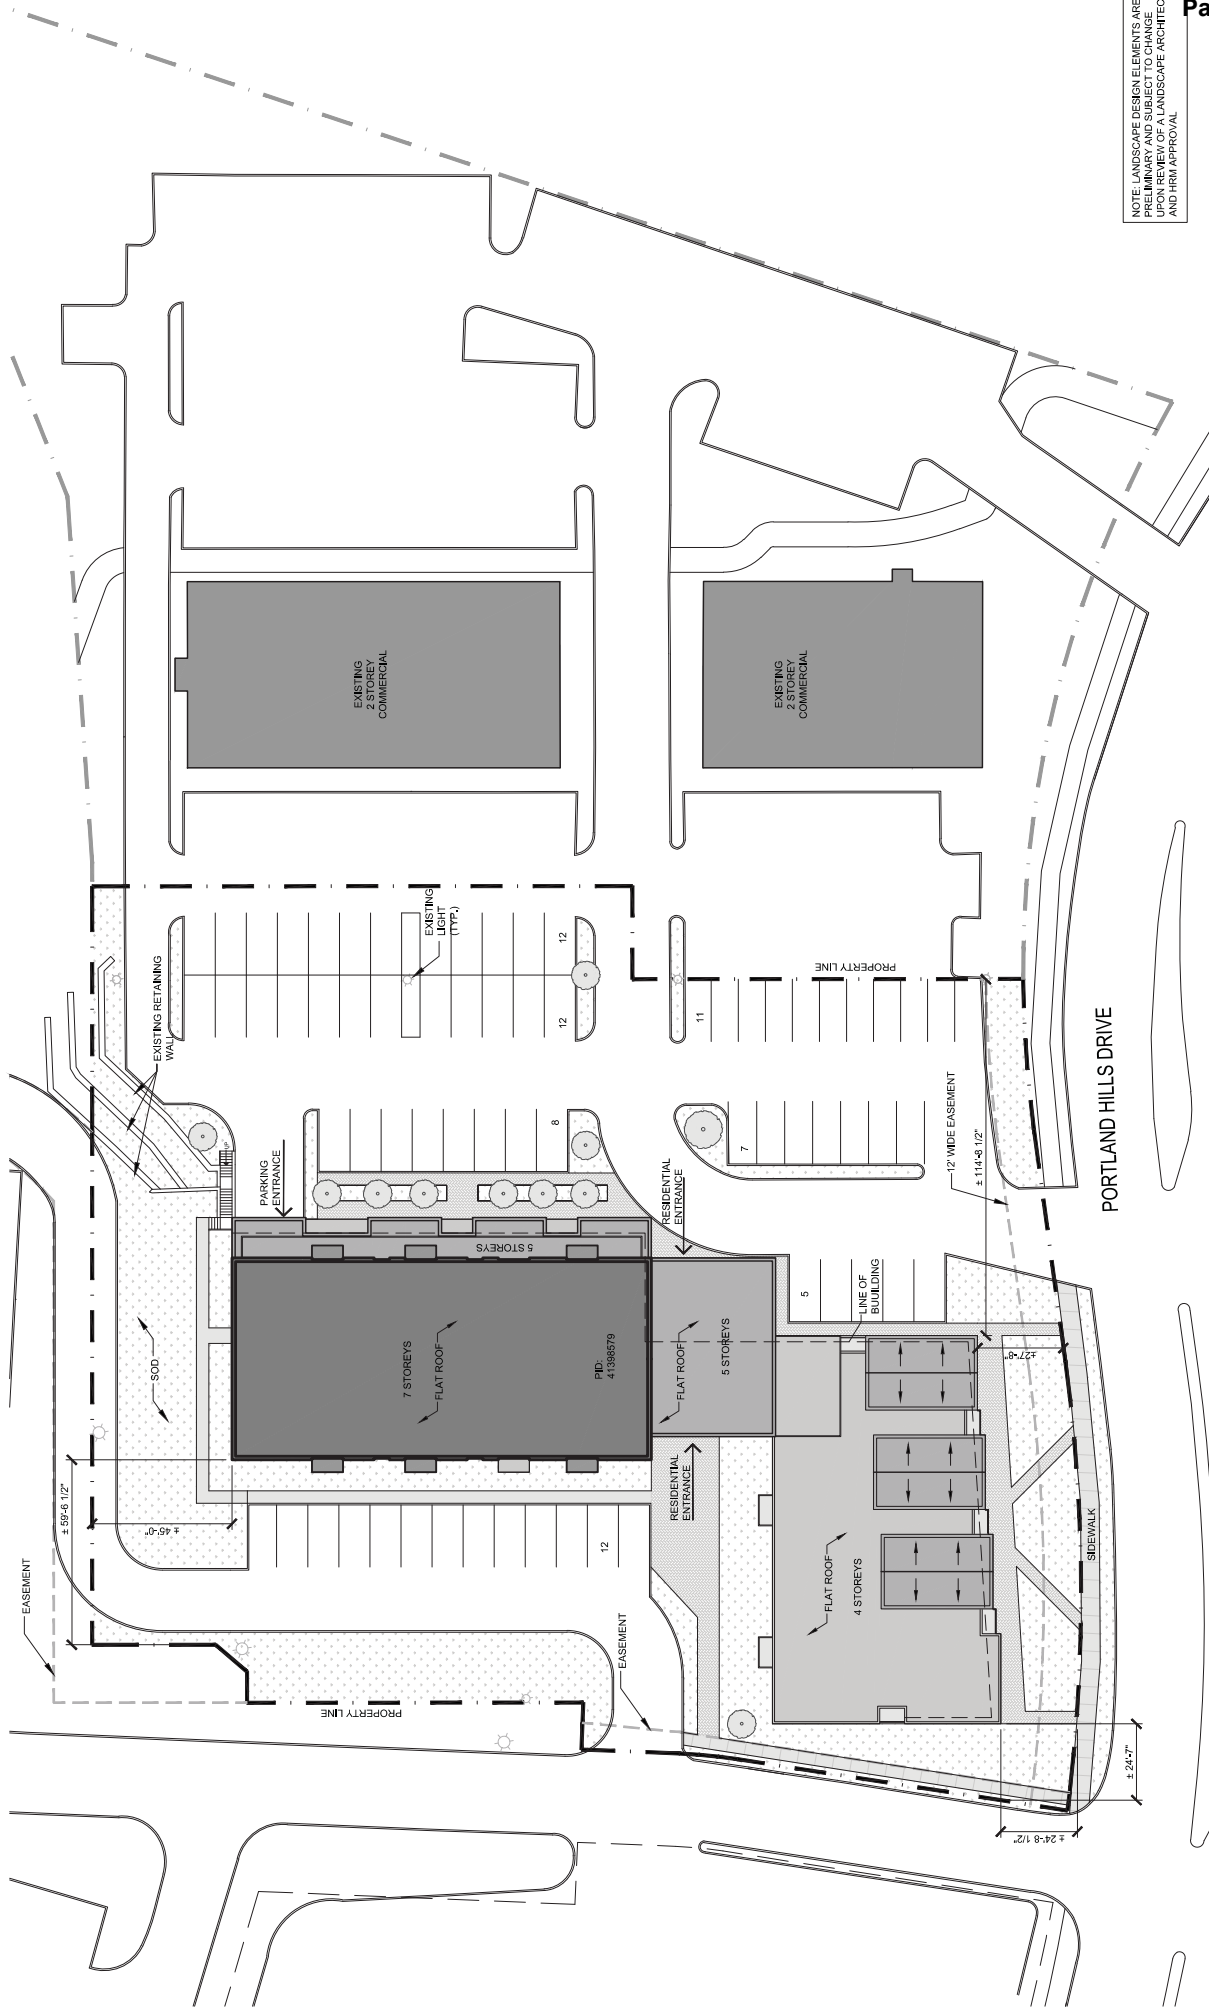 NOTE: LANDSCAPE DESIGN ELEMENTS ARE
PRELIMINARY AND SUBJECT TO CHANGE
UPON REVIEW OF A LANDSCAPE ARCHITEC
AND HRM APPROVAL
Pa
EXISTING
2 STOREY
COMMERCIAL
EXISTING
2 STOREY
COMMERCIAL
EXISTING
LIGHT
(TYP.)
12
12
PROPERTY LINE
11
EXISTING RETAINING
WALL
UP
8
7
PARKING
ENTRANCE
RESIDENTIAL
ENTRANCE
12' WIDE EASEMENT
± 114'-8 1/2"
PORTLAND HILLS DRIVE
5 STOREYS
7 STOREYS
FLAT ROOF
PID:
41398579
FLAT ROOF
5 STOREYS
5
LINE OF
BUUILDING
±27'-8"
SOD
± 59'-6 1/2"
± 45'-0"
EASEMENT
12
RESIDENTIAL
ENTRANCE
FLAT ROOF
4 STOREYS
SIDEWALK
EASEMENT
PROPERTY LINE
± 24'-7"
± 24'-8 1/2"